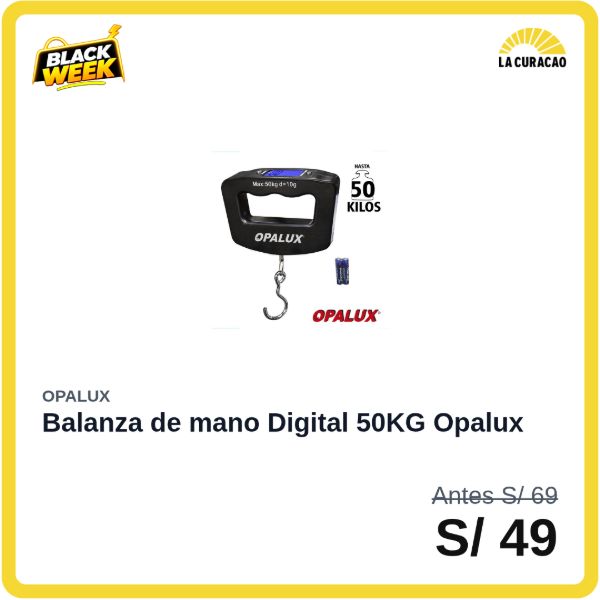 BLACK
WEEK
LA CURACAO
Max:50kg d=10g
OPALUX
HASTA
50
KILOS
OPALUX
OPALUX
Balanza de mano Digital 50KG Opalux
Antes S/ 69
S/ 49